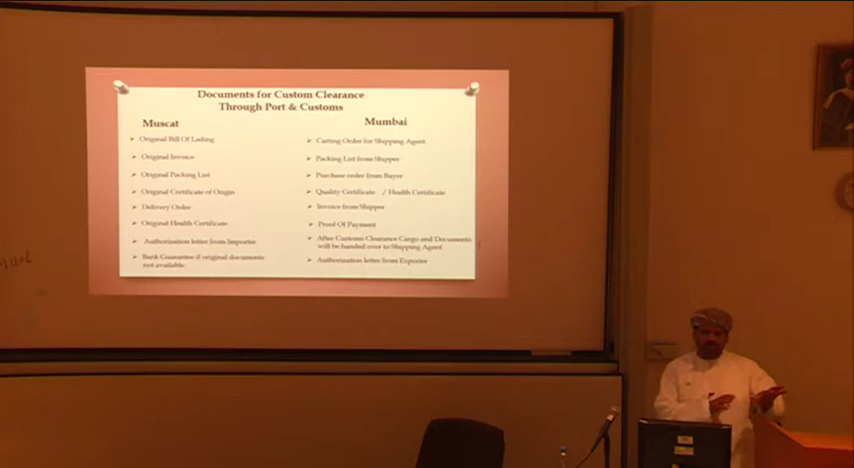 Documents for Custom Clearance
Through Port & Customs
Muscat
Original Bill Of Lading
Original Invoice
Original Packing List
Original Certificate of Origin
Delivery Order
Original Health Certificate
Authorization letter from Importer
Bank Guarantee if original documents
not available
Mumbai
Carting Order for Shipping Agent
Packing List from Shipper
Purchase order from Buyer
Quality Certificate / Health Certificate
Invoice from Shipper
Proof Of Payment
After Customs Clearance Cargo and Documents
will be handed over to Shipping Agent
Authorization letter from Exporter